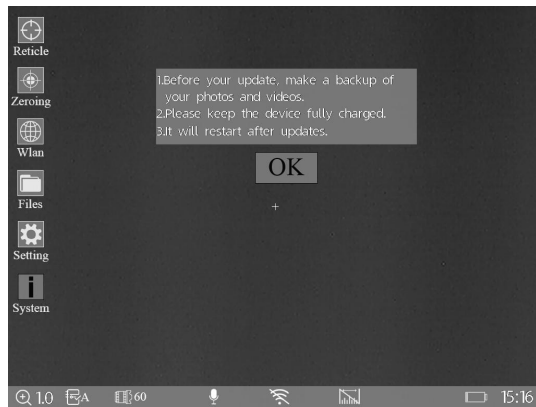 Reticle
Zeroing
Wlan
Files
Setting
System
1.Before your update, make a backup of
your photos and videos.
2.Please keep the device fully charged.
3.It will restart after updates.
OK
1.0
A
60
15:16